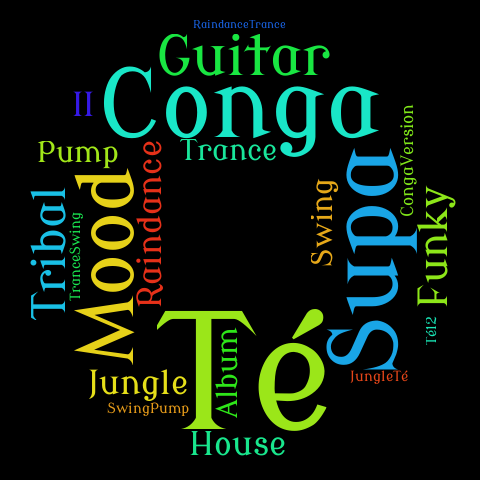 RaindanceTrance
Guitar
II
Conga
Trance
Pump
CongaVersion
Raindance
Mood
Supa
Swing
Funky
Tribal
TranceSwing
Té
Té12
Album
Jungle
JungleTé
SwingPump
House